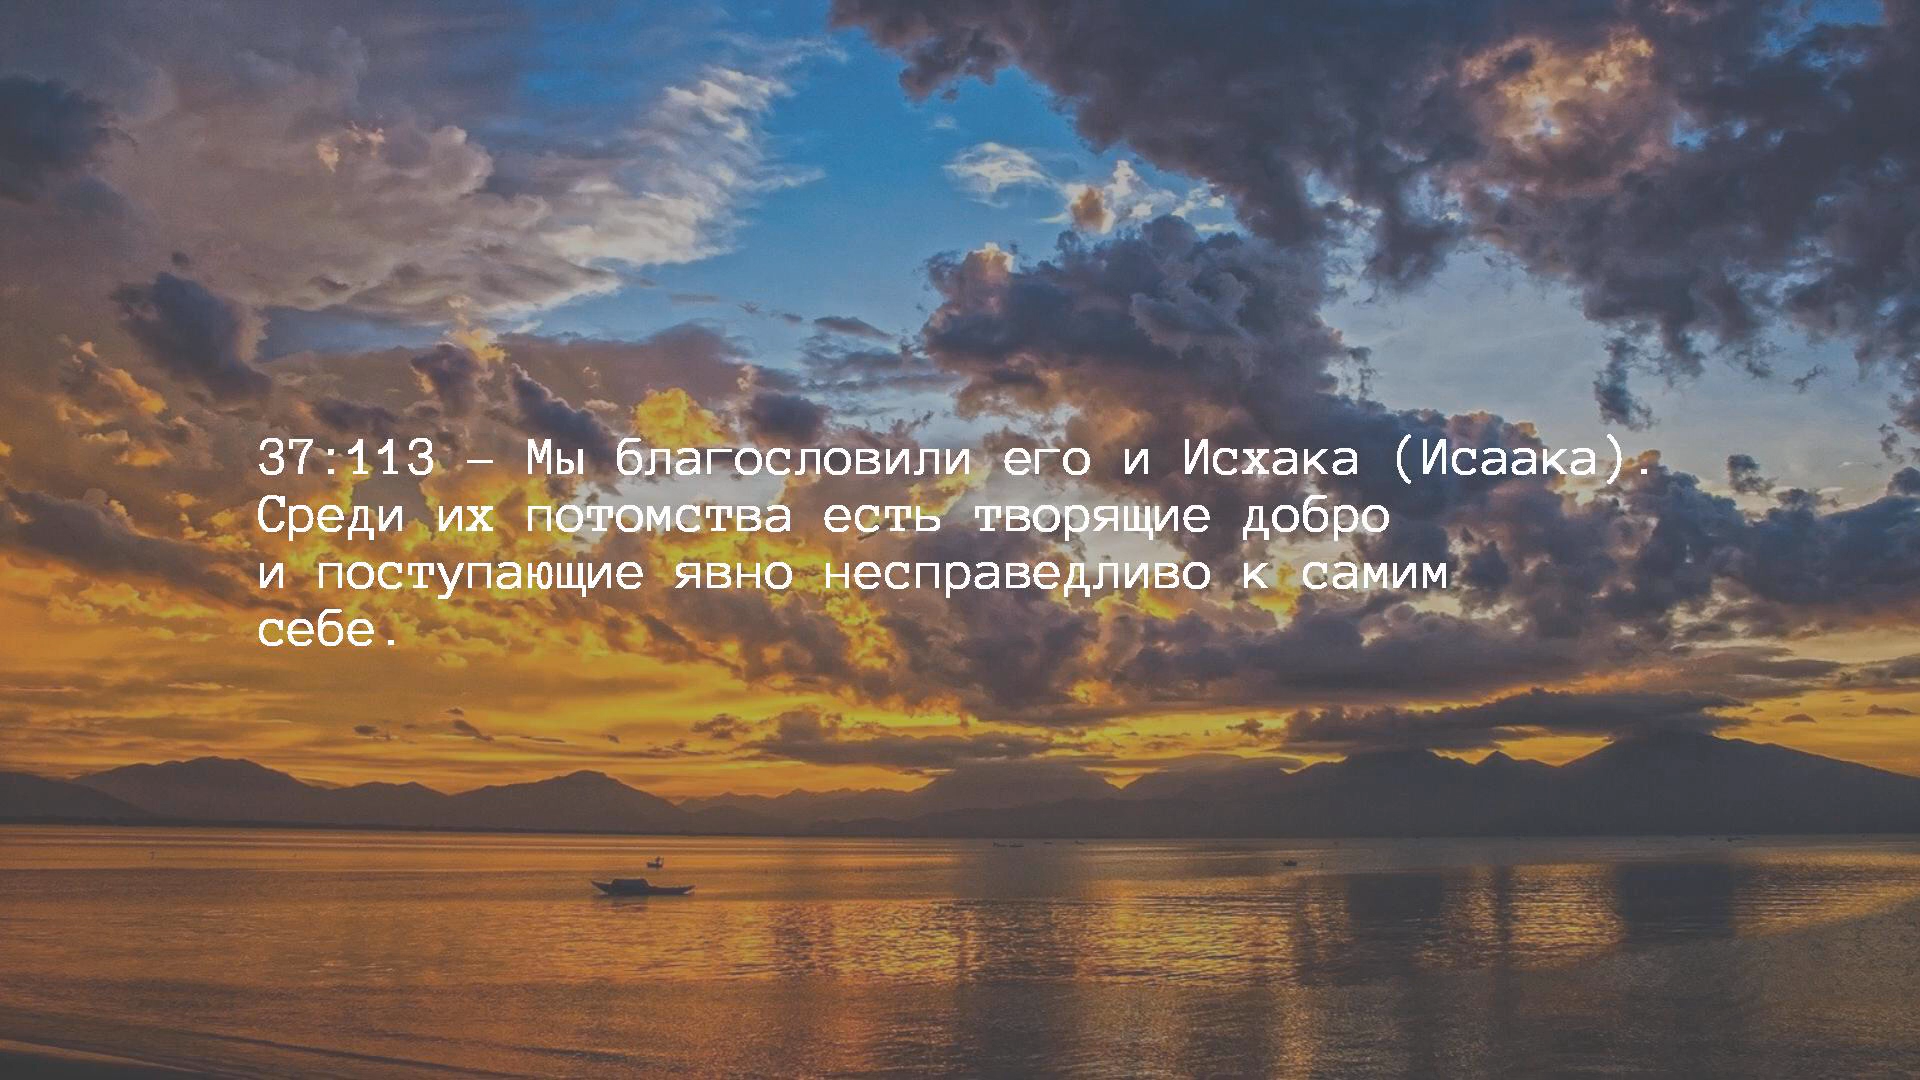 37:113 – Мы благословили его и Исхака (Исаака).
Среди их потомства есть творящие добро
и поступающие явно несправедливо к самим
себе.